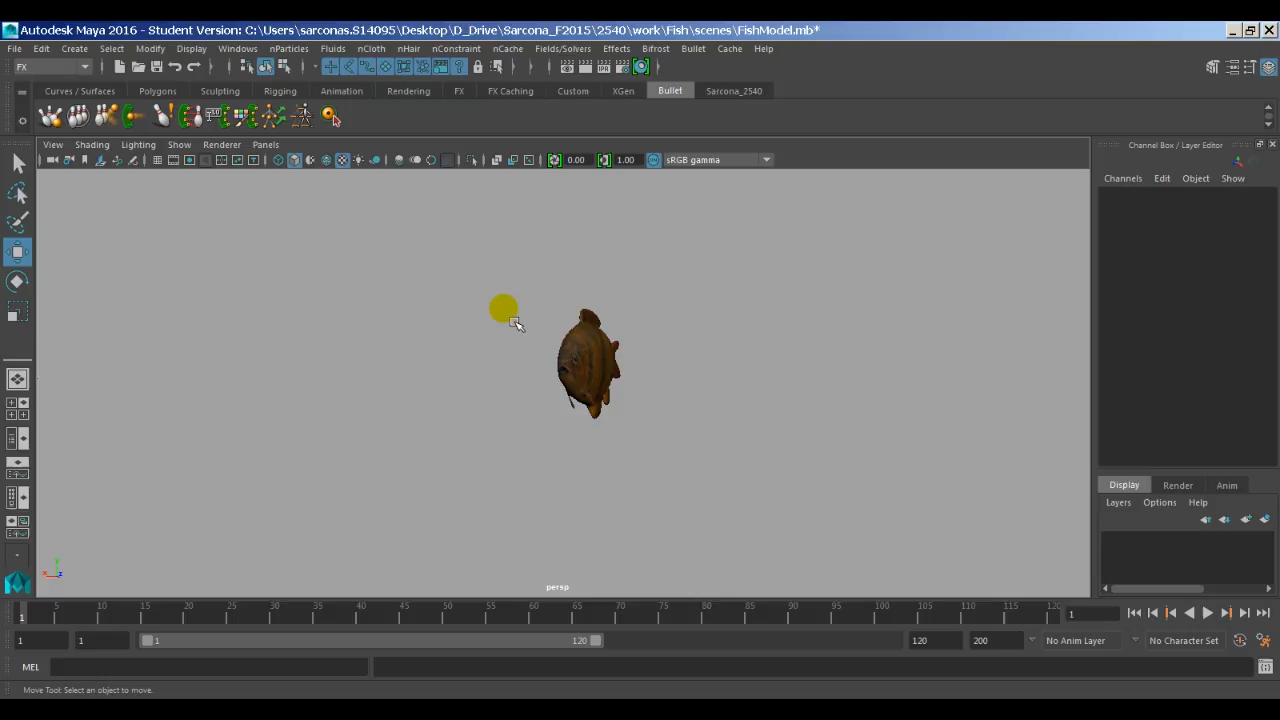 Autodesk Maya 2016 - Student Version: C:\Users\sarconas.S14095\Desktop\D_Drive\Sarcona_F2015\2540\work\Fish\scenes\FishModel.mb*
File Edit Create Select Modify Display Windows nParticles Fluids nCloth nHair nConstraint nCache Fields/Solvers Effects Bifrost Bullet Cache Help
FX
IPR
Curves / Surfaces Polygons Sculpting Rigging Animation Rendering FX FX Caching Custom XGen Bullet Sarcona_2540
View Shading Lighting Show Renderer Panels
0.00 1.00 sRGB gamma
Channel Box / Layer Editor
Channels Edit Object Show
persp
Display Render Anim
Layers Options Help
5 10 15 20 25 30 35 40 45 50 55 60 65 70 75 80 85 90 95 100 105 110 115 120
1
1
1 1 1 120 120 200 No Anim Layer No Character Set
MEL
Move Tool: Select an object to move.